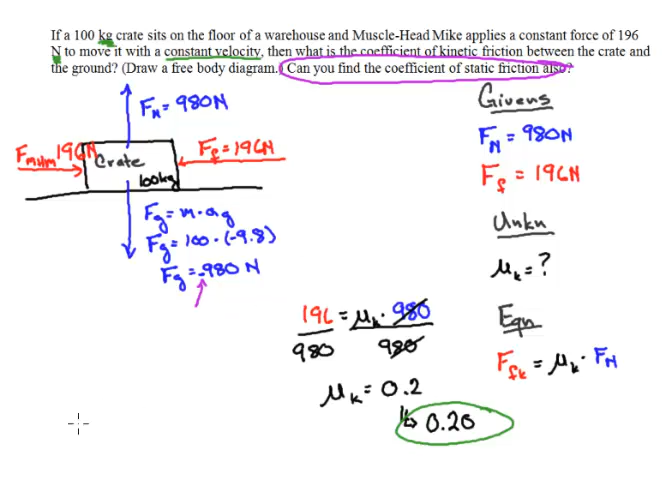 If a 100 kg crate sits on the floor of a warehouse and Muscle-Head Mike applies a constant force of 196
N to move it with a constant velocity, then what is the coefficient of kinetic friction between the crate and
the ground? (Draw a free body diagram. Can you find the coefficient of static friction also?
FN = 980N
FMHM 196N
Crate
100kg
Ff = 196N
Fg = m · ag
Fg = 100 · (-9.8)
Fg = -980 N
Givens
FN = 980N
Ff = 196N
Unkn
μk = ?
Eqn
Ffk = μk · FN
196 = μk · 980
980 980
μk = 0.2
0.20